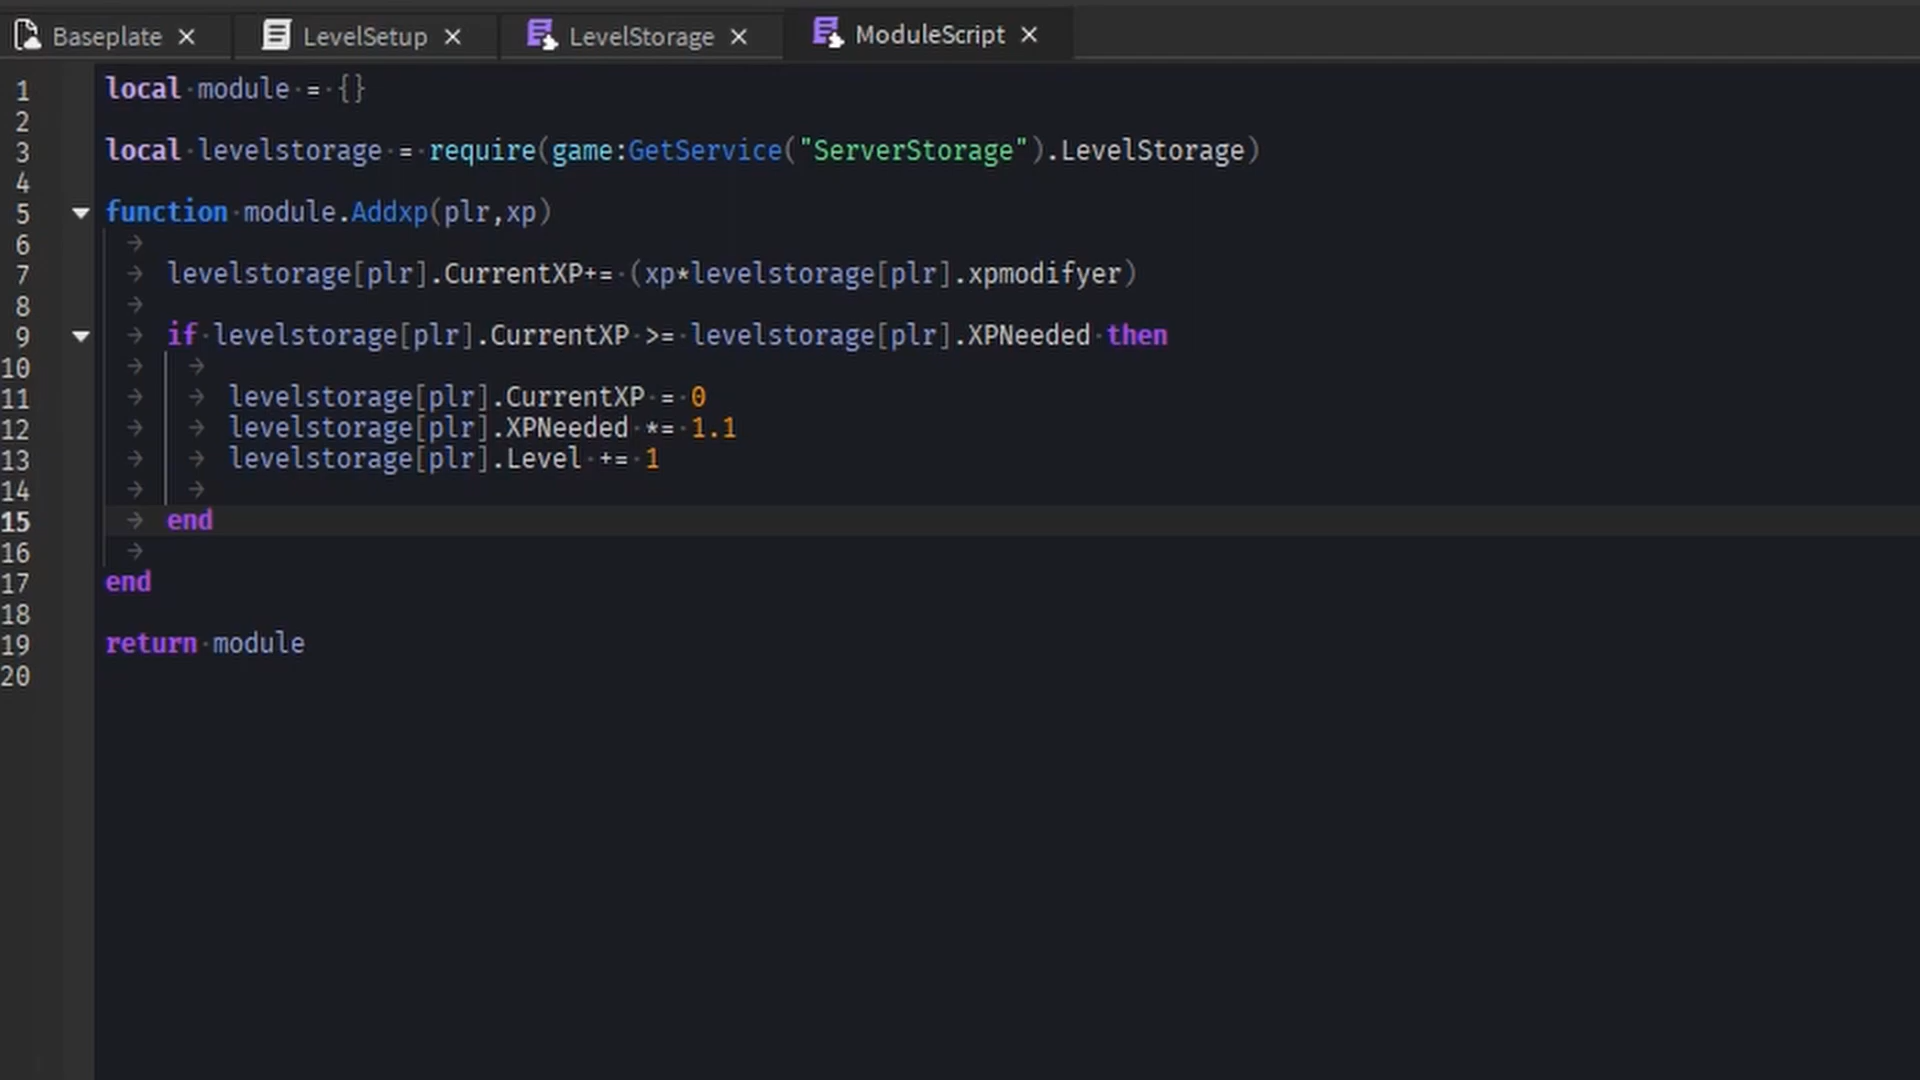 Baseplate × LevelSetup × LevelStorage × ModuleScript ×
1 local module = {}
2
3 local levelstorage = require(game:GetService("ServerStorage").LevelStorage)
4
5 function module.Addxp(plr,xp)
6
7 levelstorage[plr].CurrentXP+= (xp*levelstorage[plr].xpmodifyer)
8
9 if levelstorage[plr].CurrentXP >= levelstorage[plr].XPNeeded then
10
11 levelstorage[plr].CurrentXP = 0
12 levelstorage[plr].XPNeeded *= 1.1
13 levelstorage[plr].Level += 1
14
15 end
16
17 end
18
19 return module
20